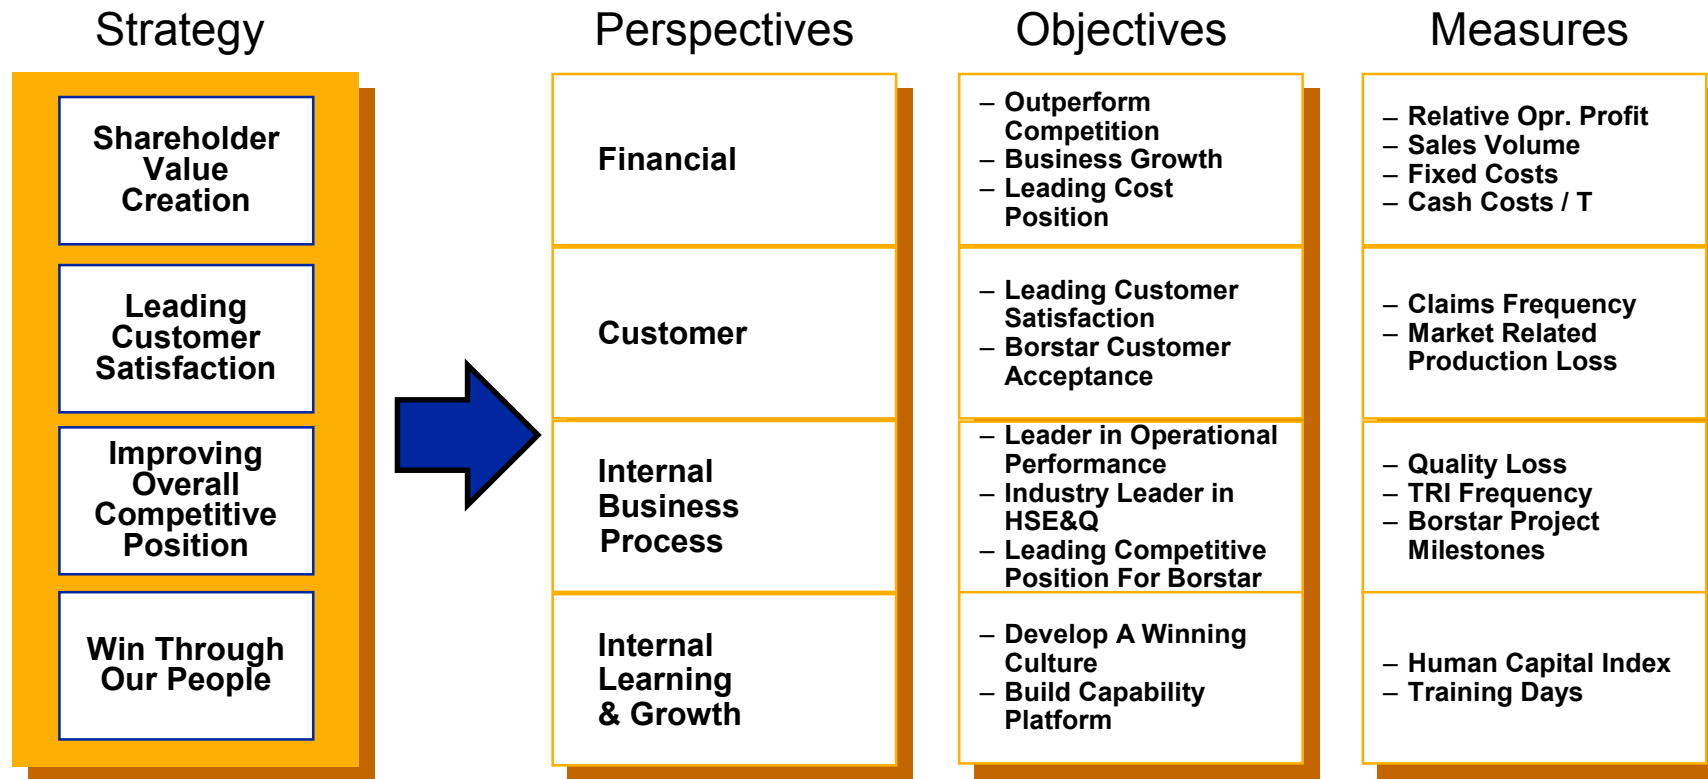 Strategy
Perspectives
Objectives
Measures
Shareholder
Value
Creation
Leading
Customer
Satisfaction
Improving
Overall
Competitive
Position
Win Through
Our People
Financial
Customer
Internal
Business
Process
Internal
Learning
& Growth
– Outperform
Competition
– Business Growth
– Leading Cost
Position
– Leading Customer
Satisfaction
– Borstar Customer
Acceptance
– Leader in Operational
Performance
– Industry Leader in
HSE&Q
– Leading Competitive
Position For Borstar
– Develop A Winning
Culture
– Build Capability
Platform
– Relative Opr. Profit
– Sales Volume
– Fixed Costs
– Cash Costs / T
– Claims Frequency
– Market Related
Production Loss
– Quality Loss
– TRI Frequency
– Borstar Project
Milestones
– Human Capital Index
– Training Days